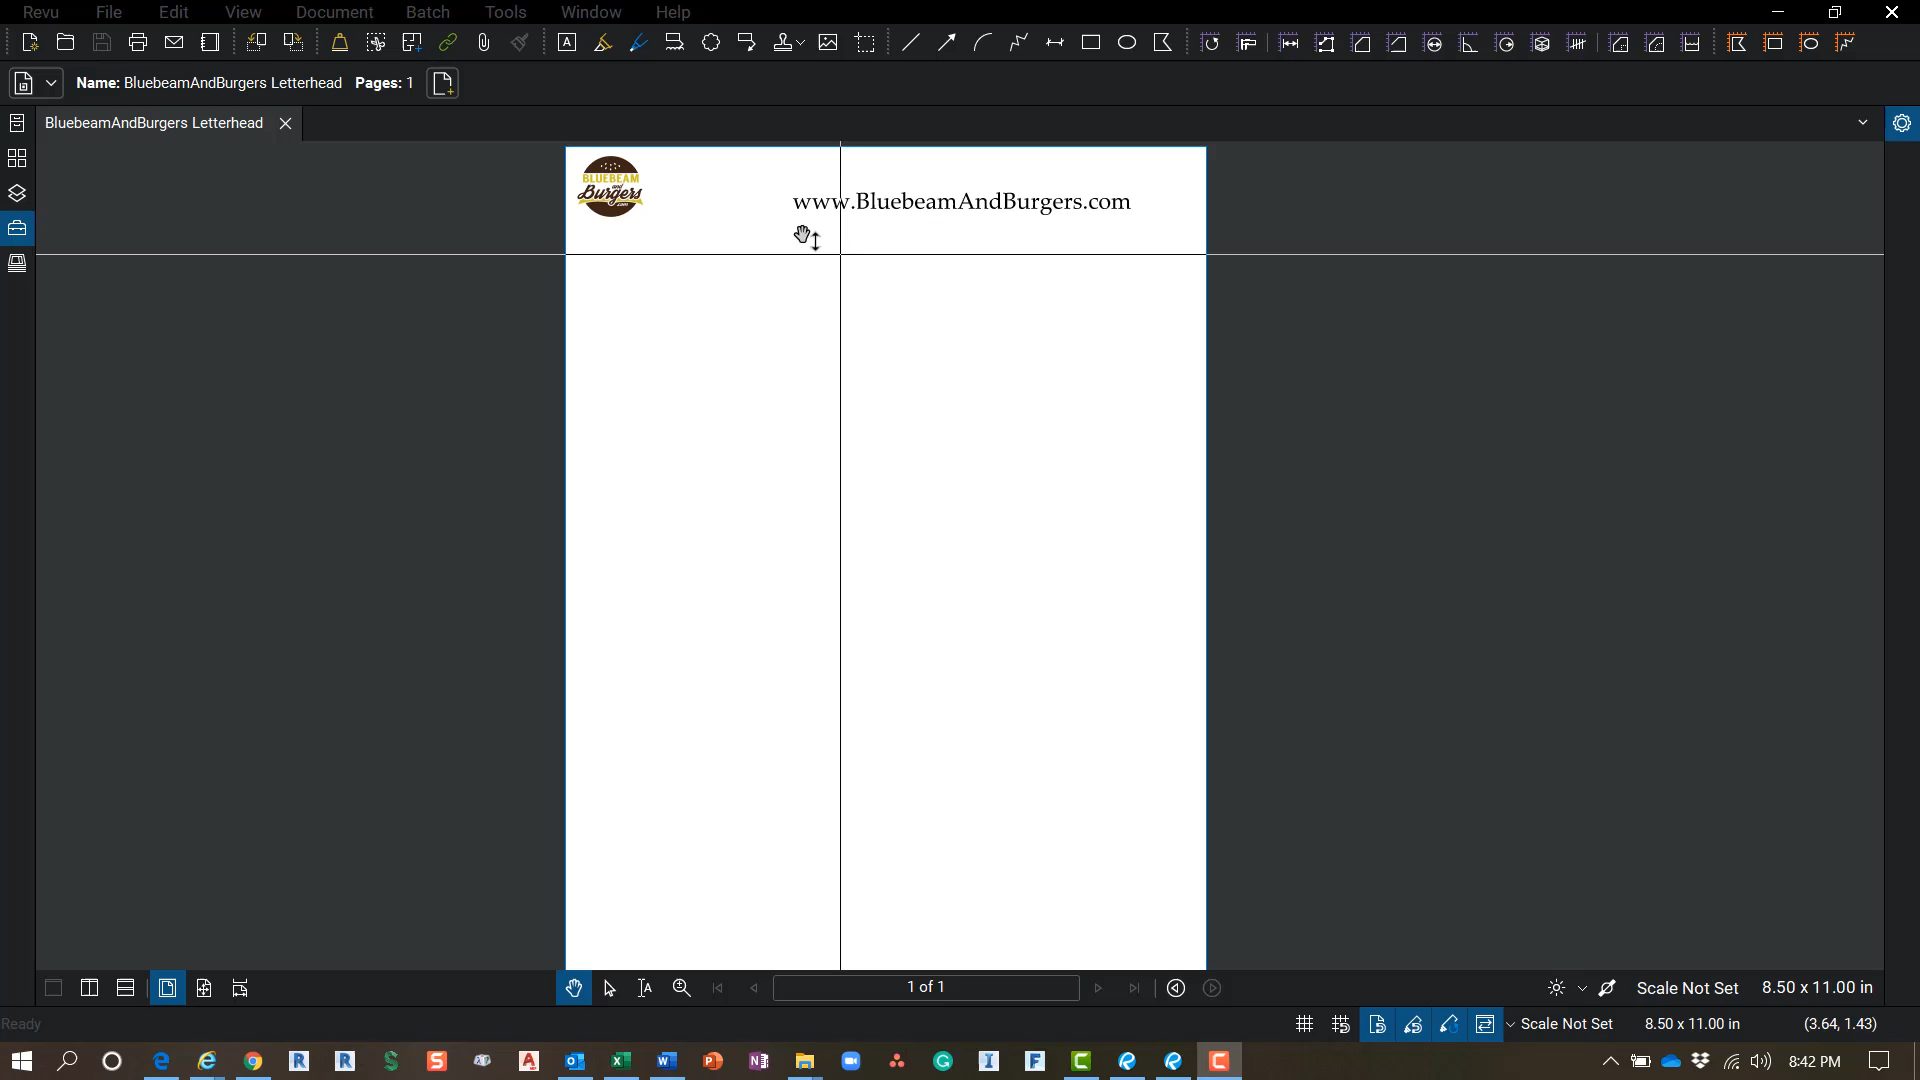 Revu File Edit View Document Batch Tools Window Help
Name: BluebeamAndBurgers Letterhead Pages: 1
BluebeamAndBurgers Letterhead
BLUEBEAM
and
Burgers
.com
www.BluebeamAndBurgers.com
1 of 1
Scale Not Set 8.50 x 11.00 in
Ready
Scale Not Set 8.50 x 11.00 in (3.64, 1.43)
8:42 PM